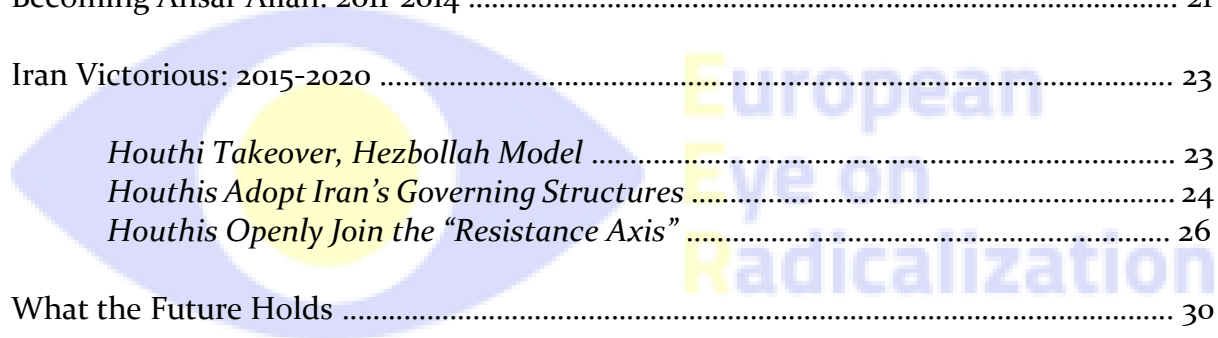 Becoming Ansar Allah: 2011-2014 ........................................................................................................ 21
Iran Victorious: 2015-2020 ........................................................................................................ 23
Houthi Takeover, Hezbollah Model ............................................................................ 23
Houthis Adopt Iran’s Governing Structures ............................................................... 24
Houthis Openly Join the “Resistance Axis” ............................................................... 26
What the Future Holds ............................................................................................................ 30
European
Eye on
Radicalization